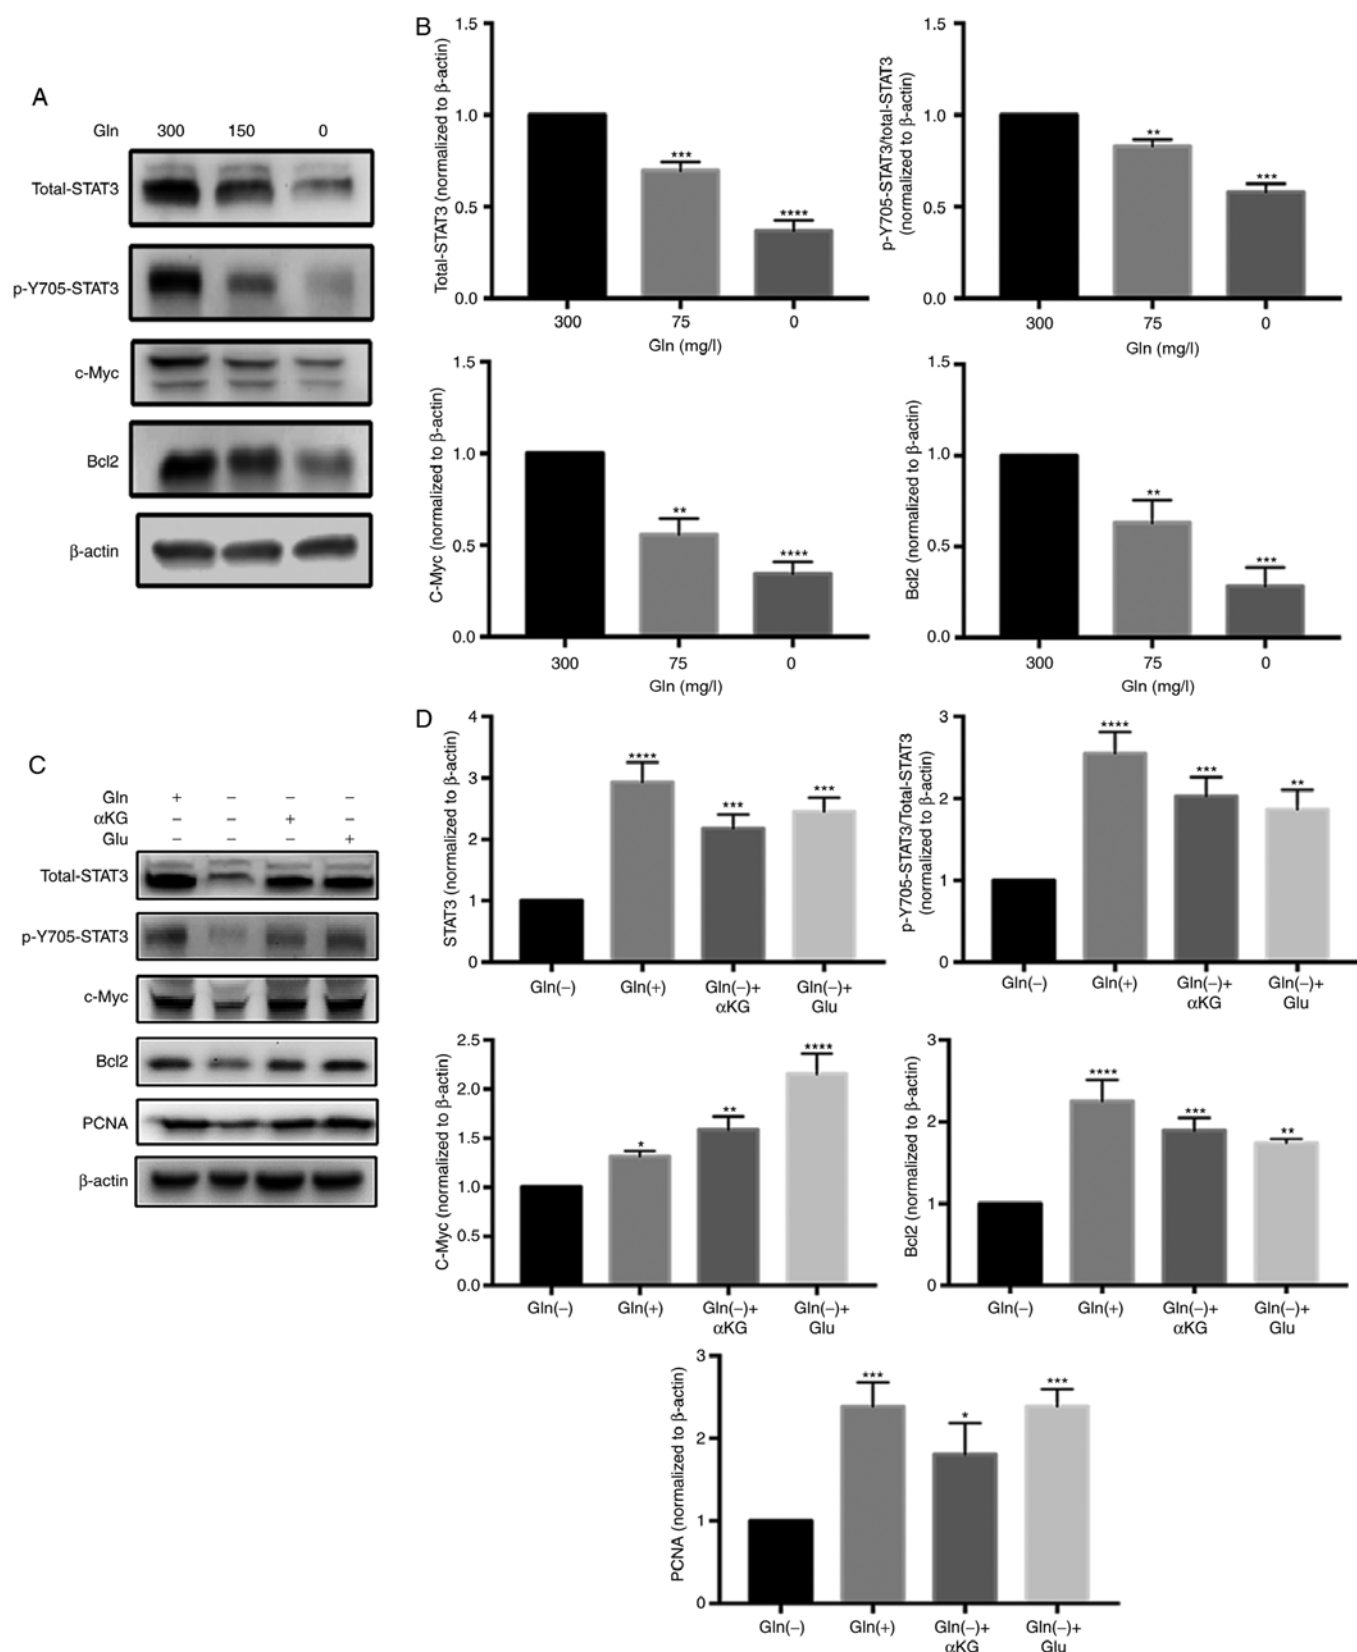 A
Gln 300 150 0
Total-STAT3
p-Y705-STAT3
c-Myc
Bcl2
β-actin
B
Total-STAT3 (normalized to β-actin)
1.5
1.0
0.5
0.0
***
****
300 75 0
Gln (mg/l)
p-Y705-STAT3/total-STAT3
(normalized to β-actin)
1.5
1.0
0.5
0.0
**
***
300 75 0
Gln (mg/l)
C-Myc (normalized to β-actin)
1.5
1.0
0.5
0.0
**
****
300 75 0
Gln (mg/l)
Bcl2 (normalized to β-actin)
1.5
1.0
0.5
0.0
**
***
300 75 0
Gln (mg/l)
C
Gln + − − −
αKG − − + −
Glu − − − +
Total-STAT3
p-Y705-STAT3
c-Myc
Bcl2
PCNA
β-actin
D
STAT3 (normalized to β-actin)
4
3
2
1
0
****
***
***
Gln(−) Gln(+) Gln(−)+ Gln(−)+
αKG Glu
p-Y705-STAT3/Total-STAT3
(normalized to β-actin)
3
2
1
0
****
***
**
Gln(−) Gln(+) Gln(−)+ Gln(−)+
αKG Glu
C-Myc (normalized to β-actin)
2.5
2.0
1.5
1.0
0.5
0.0
*
**
****
Gln(−) Gln(+) Gln(−)+ Gln(−)+
αKG Glu
Bcl2 (normalized to β-actin)
3
2
1
0
****
***
**
Gln(−) Gln(+) Gln(−)+ Gln(−)+
αKG Glu
PCNA (normalized to β-actin)
3
2
1
0
***
*
***
Gln(−) Gln(+) Gln(−)+ Gln(−)+
αKG Glu